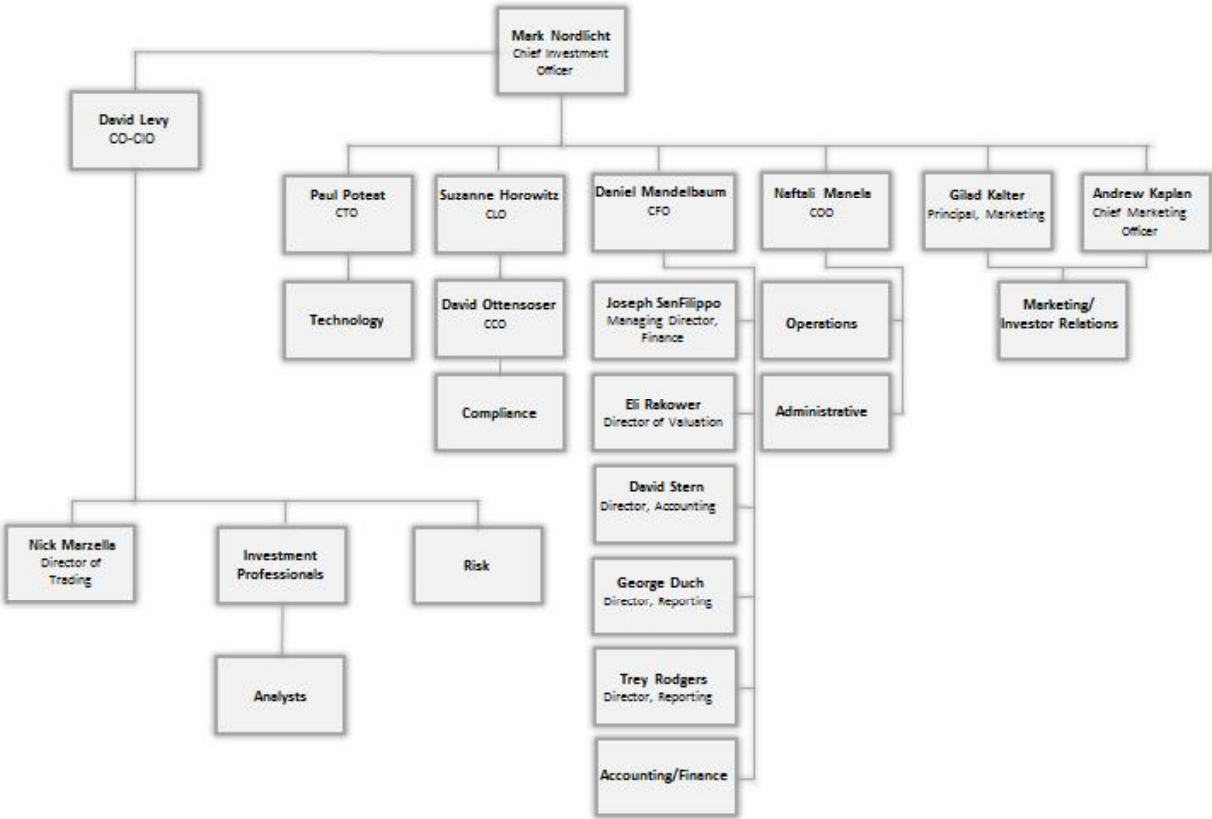 Mark Nordlicht
Chief Investment
Officer
David Levy
CO-CIO
Paul Poteat
CTO
Suzanne Horowitz
CLO
Daniel Mandelbaum
CFO
Naftali Manela
COO
Gilad Kalter
Principal, Marketing
Andrew Kaplan
Chief Marketing
Officer
Technology
David Ottensoser
CCO
Joseph SanFilippo
Managing Director,
Finance
Operations
Marketing/
Investor Relations
Compliance
Eli Rakower
Director of Valuation
Administrative
David Stern
Director, Accounting
Nick Marzella
Director of
Trading
Investment
Professionals
Risk
George Duch
Director, Reporting
Analysts
Trey Rodgers
Director, Reporting
Accounting/Finance